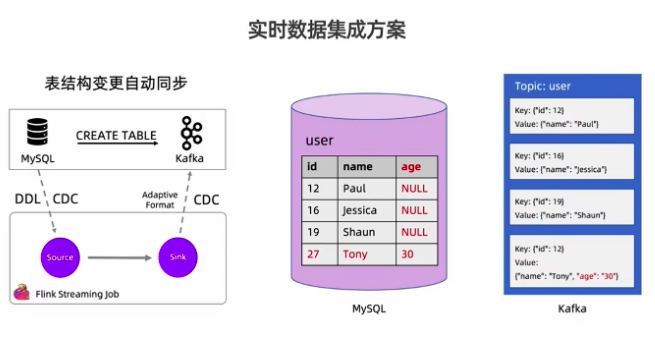 实时数据集成方案
表结构变更自动同步
MySQL
CREATE TABLE
Kafka
DDL
CDC
Adaptive
Format
CDC
Source
Sink
Flink Streaming Job
user
id name age
12 Paul NULL
16 Jessica NULL
19 Shaun NULL
27 Tony 30
MySQL
Topic: user
Key: {"id": 12}
Value: {"name": "Paul"}
Key: {"id": 16}
Value: {"name": "Jessica"}
Key: {"id": 19}
Value: {"name": "Shaun"}
Key: {"id": 12}
Value:
{"name": "Tony", "age": "30"}
Kafka